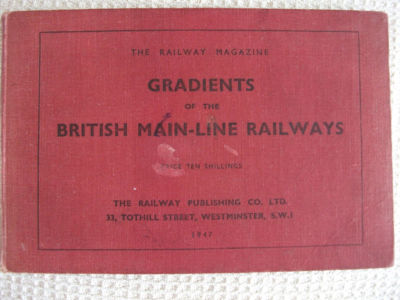 THE RAILWAY MAGAZINE
GRADIENTS
OF THE
BRITISH MAIN-LINE RAILWAYS
PRICE TEN SHILLINGS
THE RAILWAY PUBLISHING CO. LTD.
33, TOTHILL STREET, WESTMINSTER, S.W.1
1947